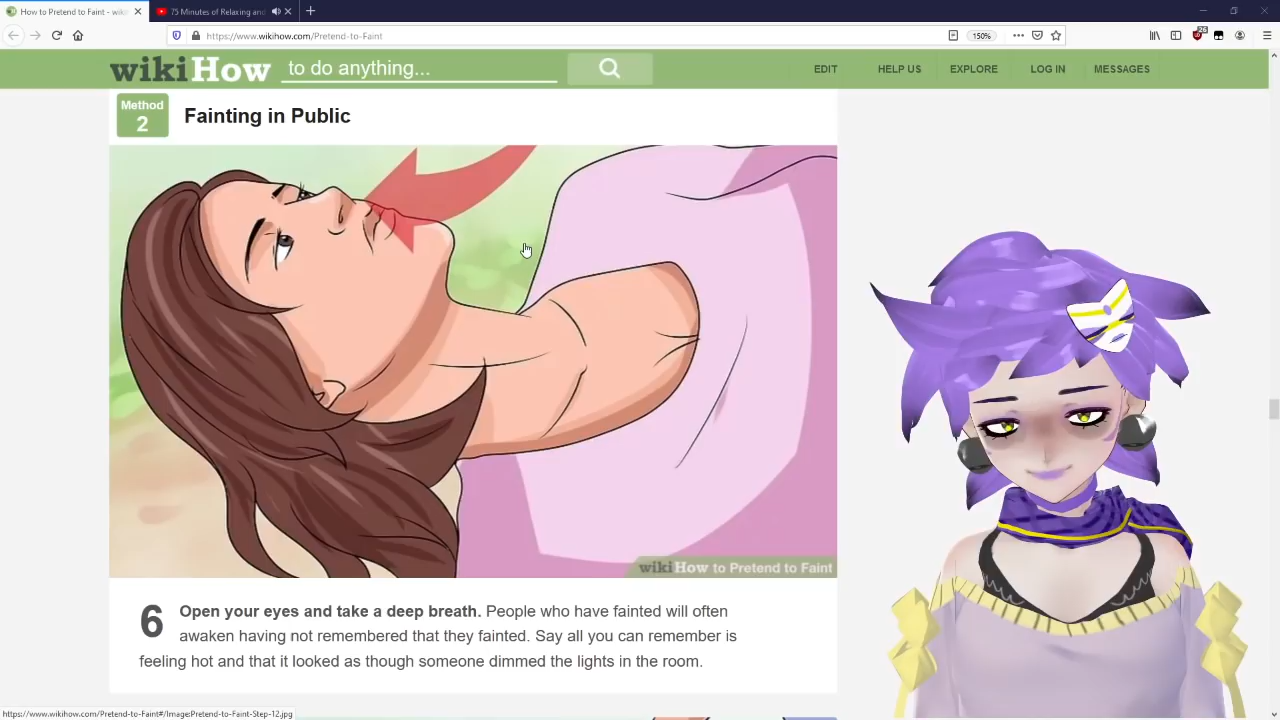 How to Pretend to Faint - wiki
75 Minutes of Relaxing and
https://www.wikihow.com/Pretend-to-Faint
150%
wikiHow to do anything...
EDIT HELP US EXPLORE LOG IN MESSAGES
Method
2
Fainting in Public
wikiHow to Pretend to Faint
6 Open your eyes and take a deep breath. People who have fainted will often
awaken having not remembered that they fainted. Say all you can remember is
feeling hot and that it looked as though someone dimmed the lights in the room.
https://www.wikihow.com/Pretend-to-Faint#/Image:Pretend-to-Faint-Step-12.jpg